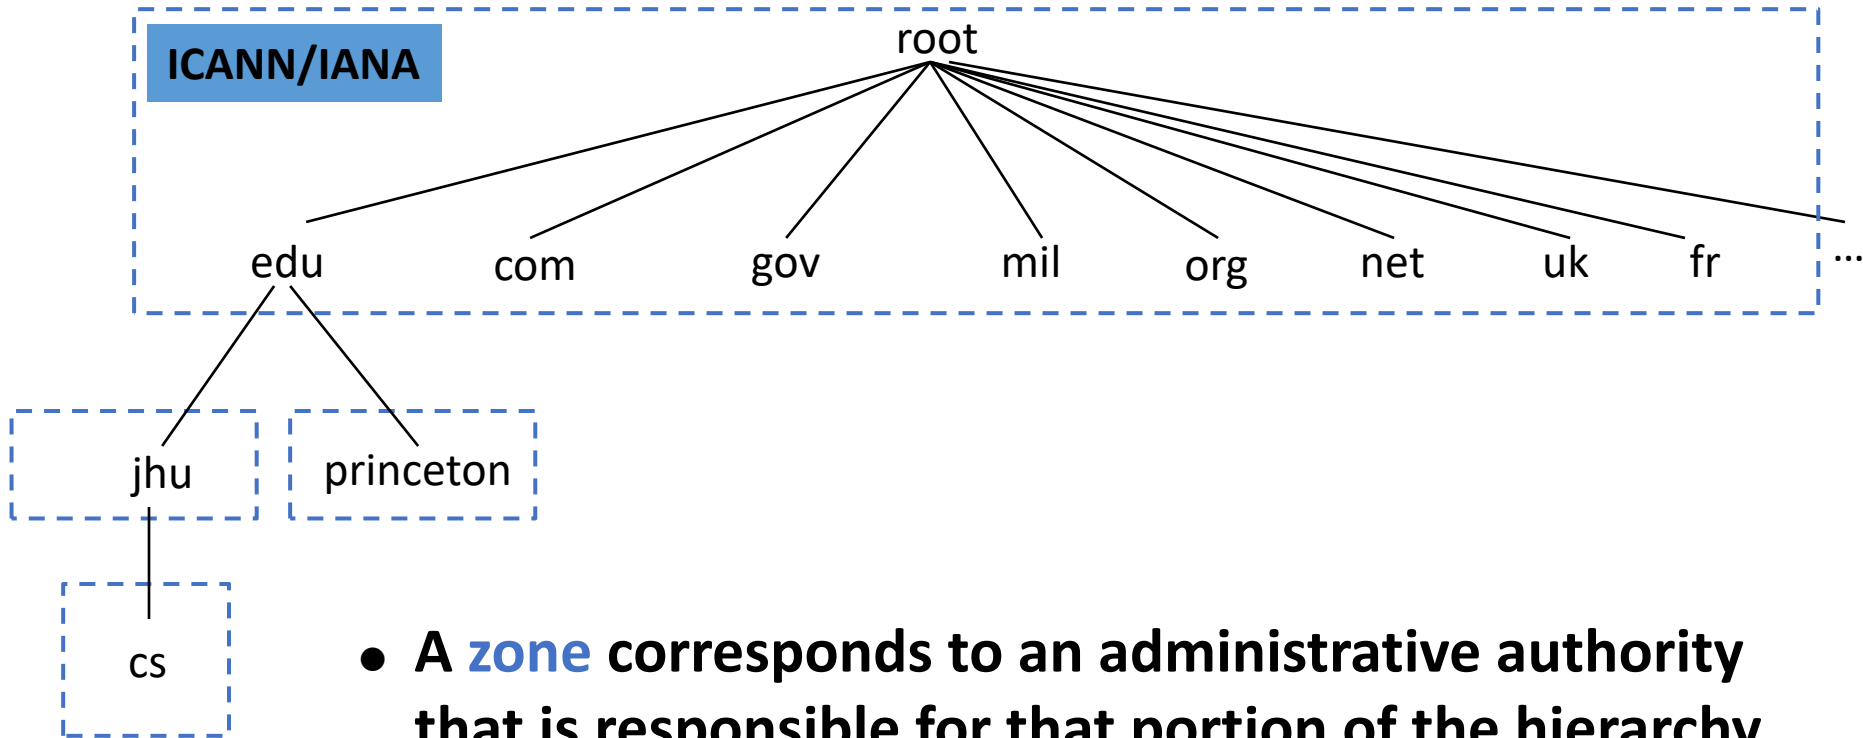 root
ICANN/IANA
edu com gov mil org net uk fr ...
jhu princeton
cs
• A zone corresponds to an administrative authority
that is responsible for that portion of the hierarchy